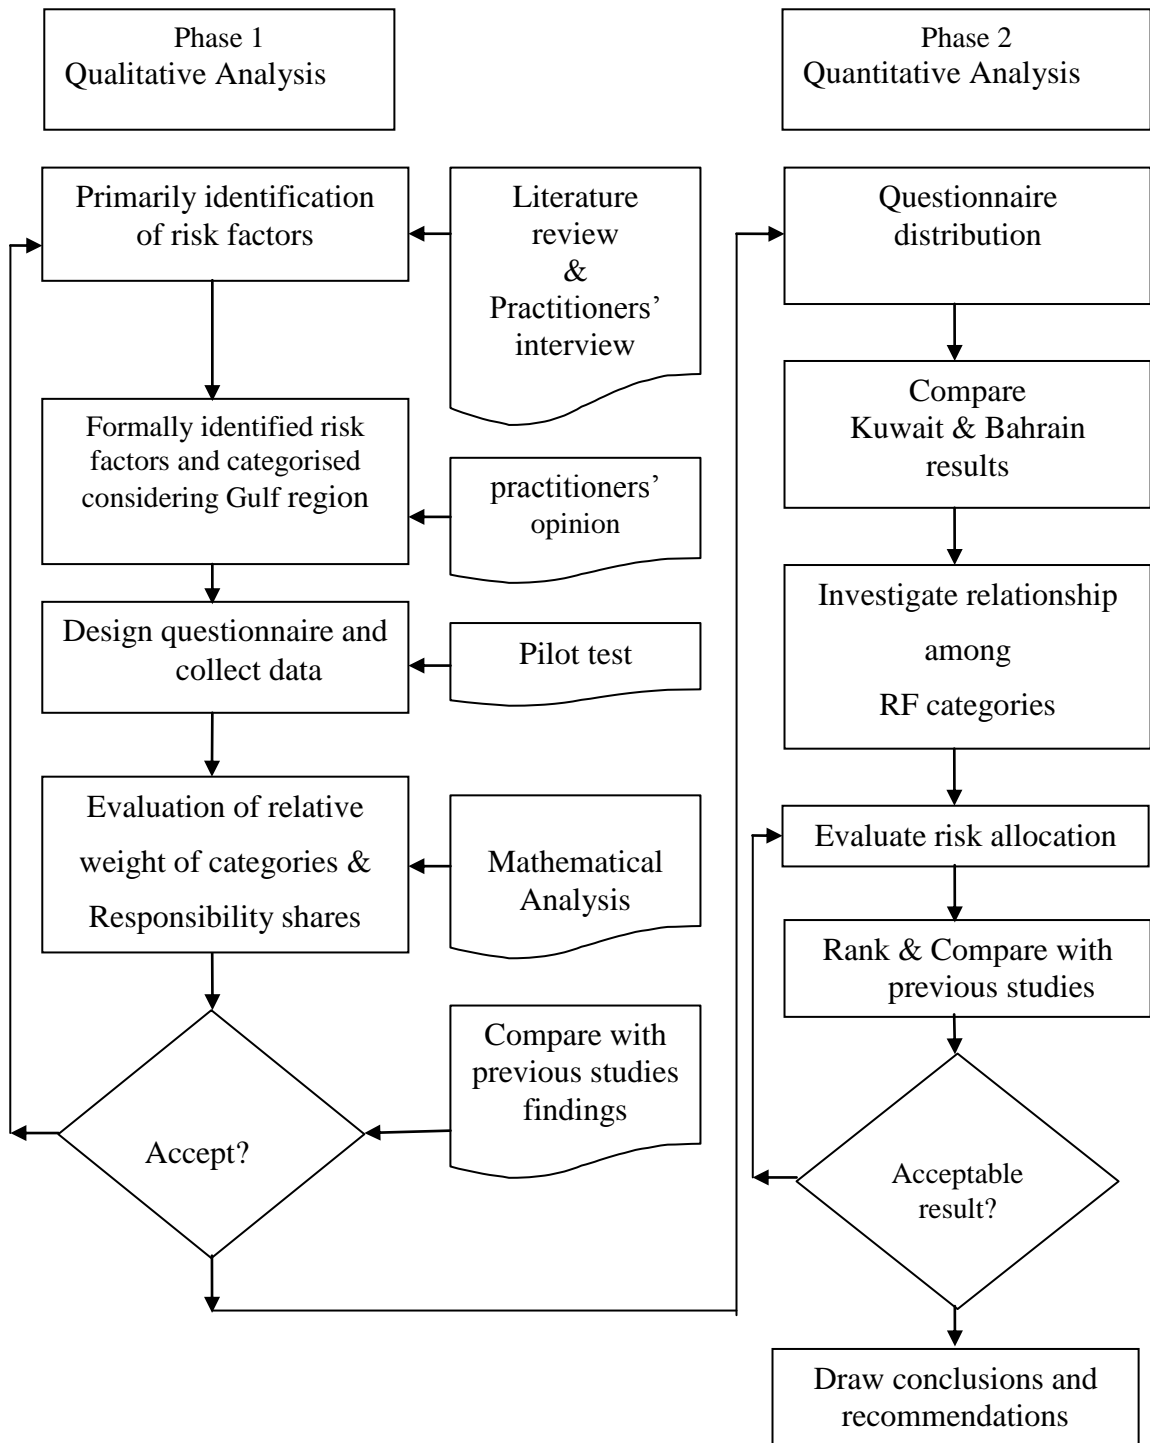 Phase 1
Qualitative Analysis
Primarily identification
of risk factors
Literature
review
&
Practitioners’
interview
Formally identified risk
factors and categorised
considering Gulf region
practitioners’
opinion
Design questionnaire and
collect data
Pilot test
Evaluation of relative
weight of categories &
Responsibility shares
Mathematical
Analysis
Accept?
Compare with
previous studies
findings
Phase 2
Quantitative Analysis
Questionnaire
distribution
Compare
Kuwait & Bahrain
results
Investigate relationship
among
RF categories
Evaluate risk allocation
Rank & Compare with
previous studies
Acceptable
result?
Draw conclusions and
recommendations